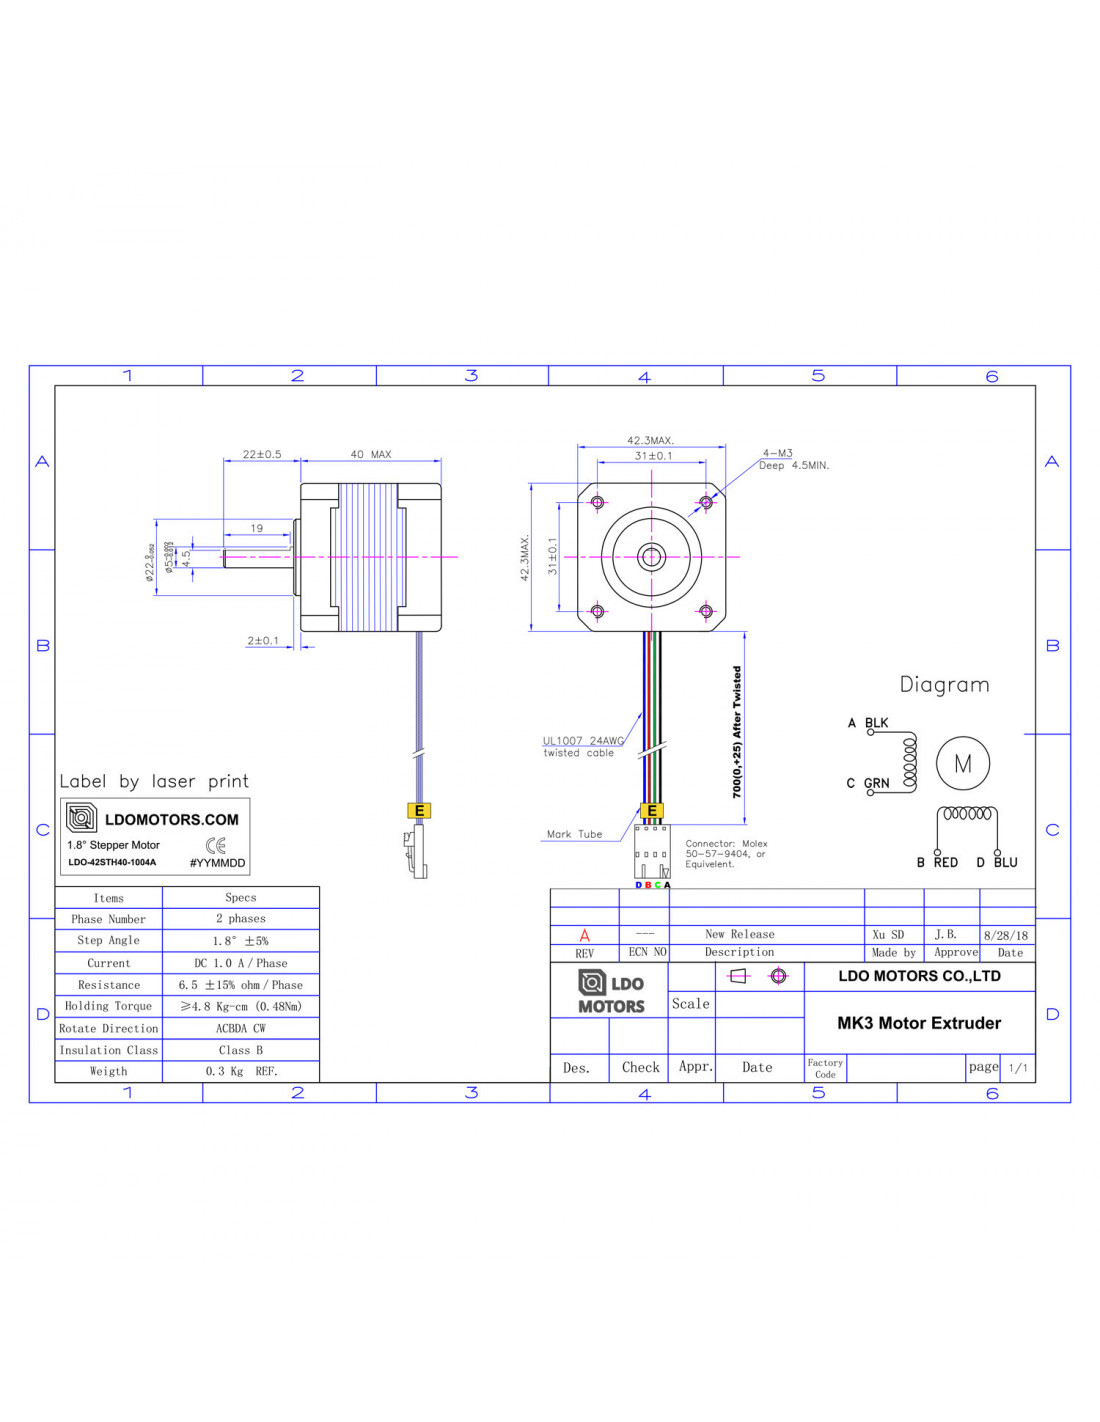 1 2 3 4 5 6
A A
B B
C C
D D
22±0.5
40 MAX
19
4.5
2±0.1
42.3MAX.
31±0.1
4-M3
Deep 4.5MIN.
42.3MAX.
31±0.1
UL1007 24AWG
twisted cable
700(0,+25) After Twisted
E
E
Mark Tube
Connector: Molex
50-57-9404, or
Equivelent.
D B C A
Diagram
A BLK
C GRN
M
B RED D BLU
Label by laser print
LDOMOTORS.COM
1.8° Stepper Motor CE
LDO-42STH40-1004A #YYMMDD
Items Specs
Phase Number 2 phases
Step Angle 1.8° ±5%
Current DC 1.0 A / Phase
Resistance 6.5 ±15% ohm / Phase
Holding Torque ≥4.8 Kg-cm (0.48Nm)
Rotate Direction ACBDA CW
Insulation Class Class B
Weigth 0.3 Kg REF.
A --- New Release Xu SD J.B. 8/28/18
REV ECN NO Description Made by Approve Date
LDO
MOTORS
Scale
LDO MOTORS CO.,LTD
MK3 Motor Extruder
Des. Check Appr. Date
Factory
Code
page 1/1
1 2 3 4 5 6